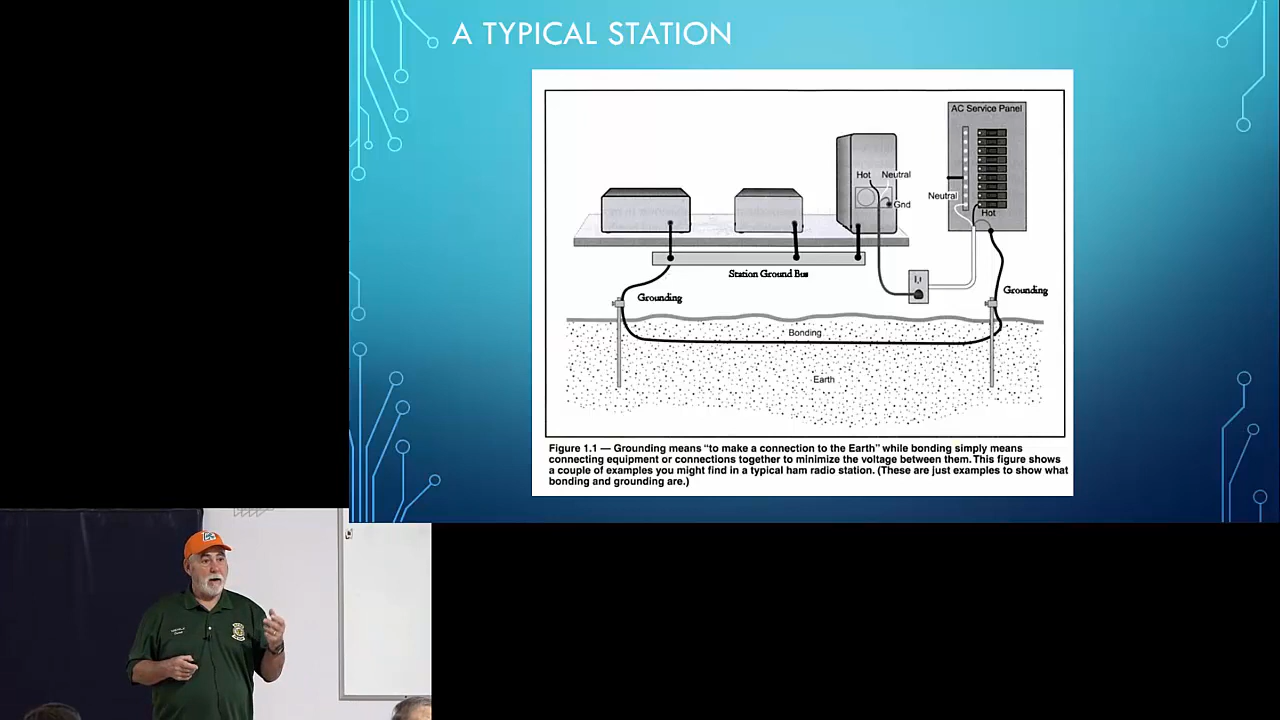 A TYPICAL STATION
AC Service Panel
Hot
Neutral
Gnd
Neutral
Hot
Station Ground Bus
Grounding
Grounding
Bonding
Earth
Figure 1.1 — Grounding means “to make a connection to the Earth” while bonding simply means
connecting equipment or connections together to minimize the voltage between them. This figure shows
a couple of examples you might find in a typical ham radio station. (These are just examples to show what
bonding and grounding are.)